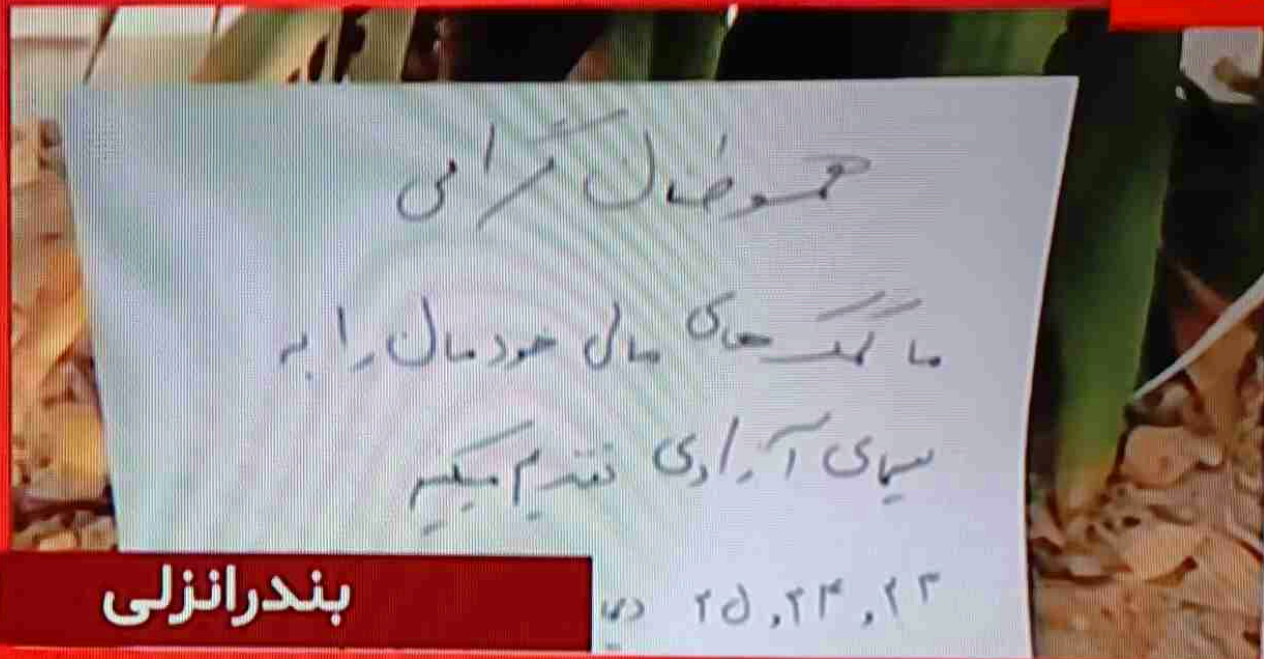 هموطنان گرامی
ما کمک های مالی خودمان را به
سیمای آزادی تقدیم میکنیم
۲۳، ۲۴، ۲۵
بندرانزلی